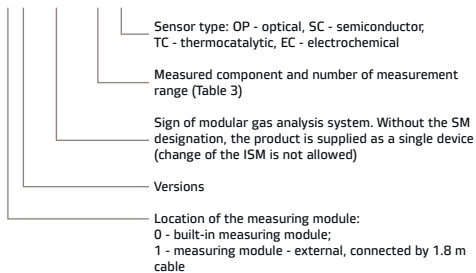 Sensor type: OP - optical, SC - semiconductor,
TC - thermocatalytic, EC - electrochemical
Measured component and number of measurement
range (Table 3)
Sign of modular gas analysis system. Without the SM
designation, the product is supplied as a single device
(change of the ISM is not allowed)
Versions
Location of the measuring module:
0 - built-in measuring module;
1 - measuring module - external, connected by 1.8 m
cable